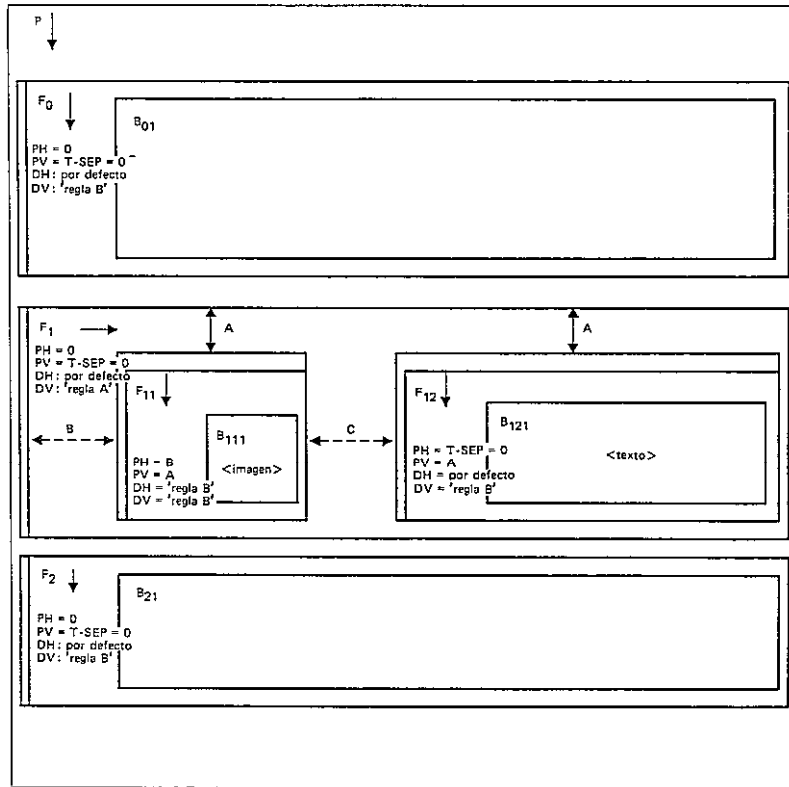 P
F0
B01
PH = 0
PV = T-SEP = 0
DH: por defecto
DV: 'regla B'
F1
A
A
PH = 0
PV = T-SEP = 0
DH: por defecto
DV: 'regla A'
F11
F12
B
C
B111
B121
<imagen>
<texto>
PH = B
PV = A
DH = 'regla B'
DV = 'regla B'
PH = T-SEP = 0
PV = A
DH = por defecto
DV = 'regla B'
F2
B21
PH = 0
PV = T-SEP = 0
DH: por defecto
DV: 'regla B'